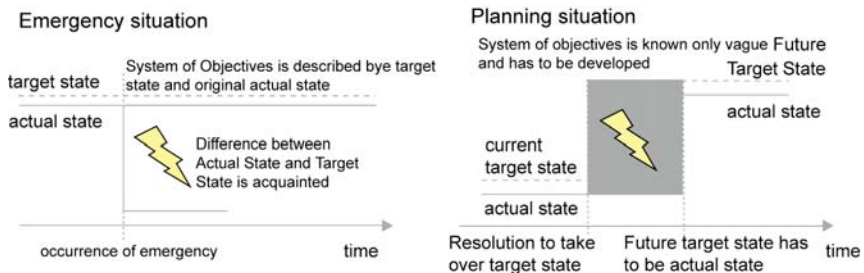 Emergency situation
target state
System of Objectives is described bye target
state and original actual state
actual state
Difference between
Actual State and Target
State is acquainted
occurrence of emergency
time
Planning situation
System of objectives is known only vague
and has to be developed
Future
Target State
actual state
current
target state
actual state
Resolution to take
over target state
Future target state has
to be actual state
time